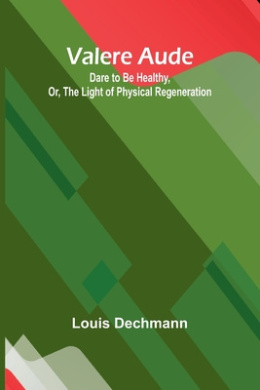 Valere Aude
Dare to Be Healthy,
Or, The Light of Physical Regeneration
Louis Dechmann